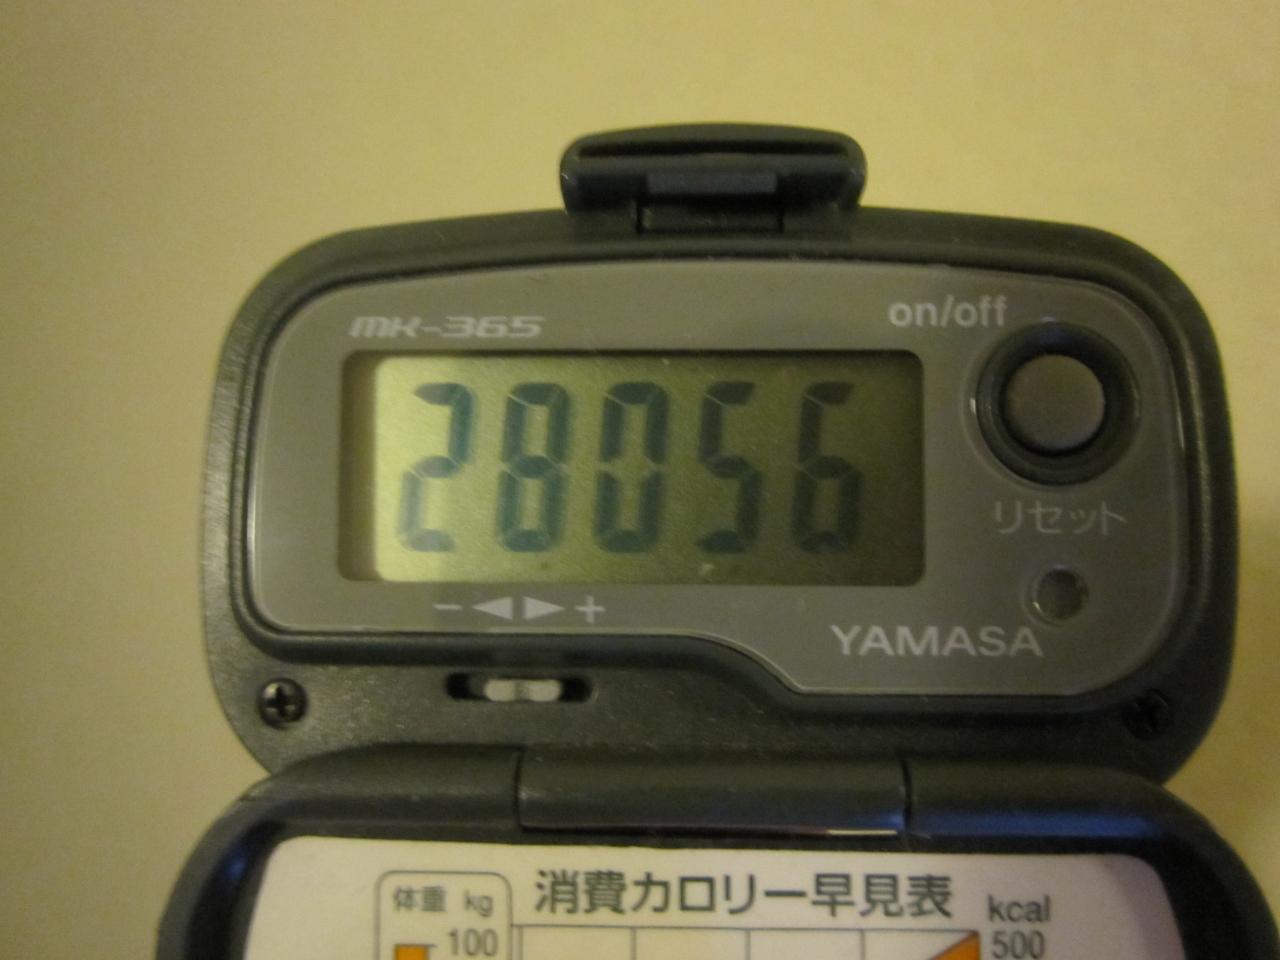 MK-365
on/off
28056
リセット
− ◀ ▶ +
YAMASA
消費カロリー早見表
体重 kg
kcal
100
500